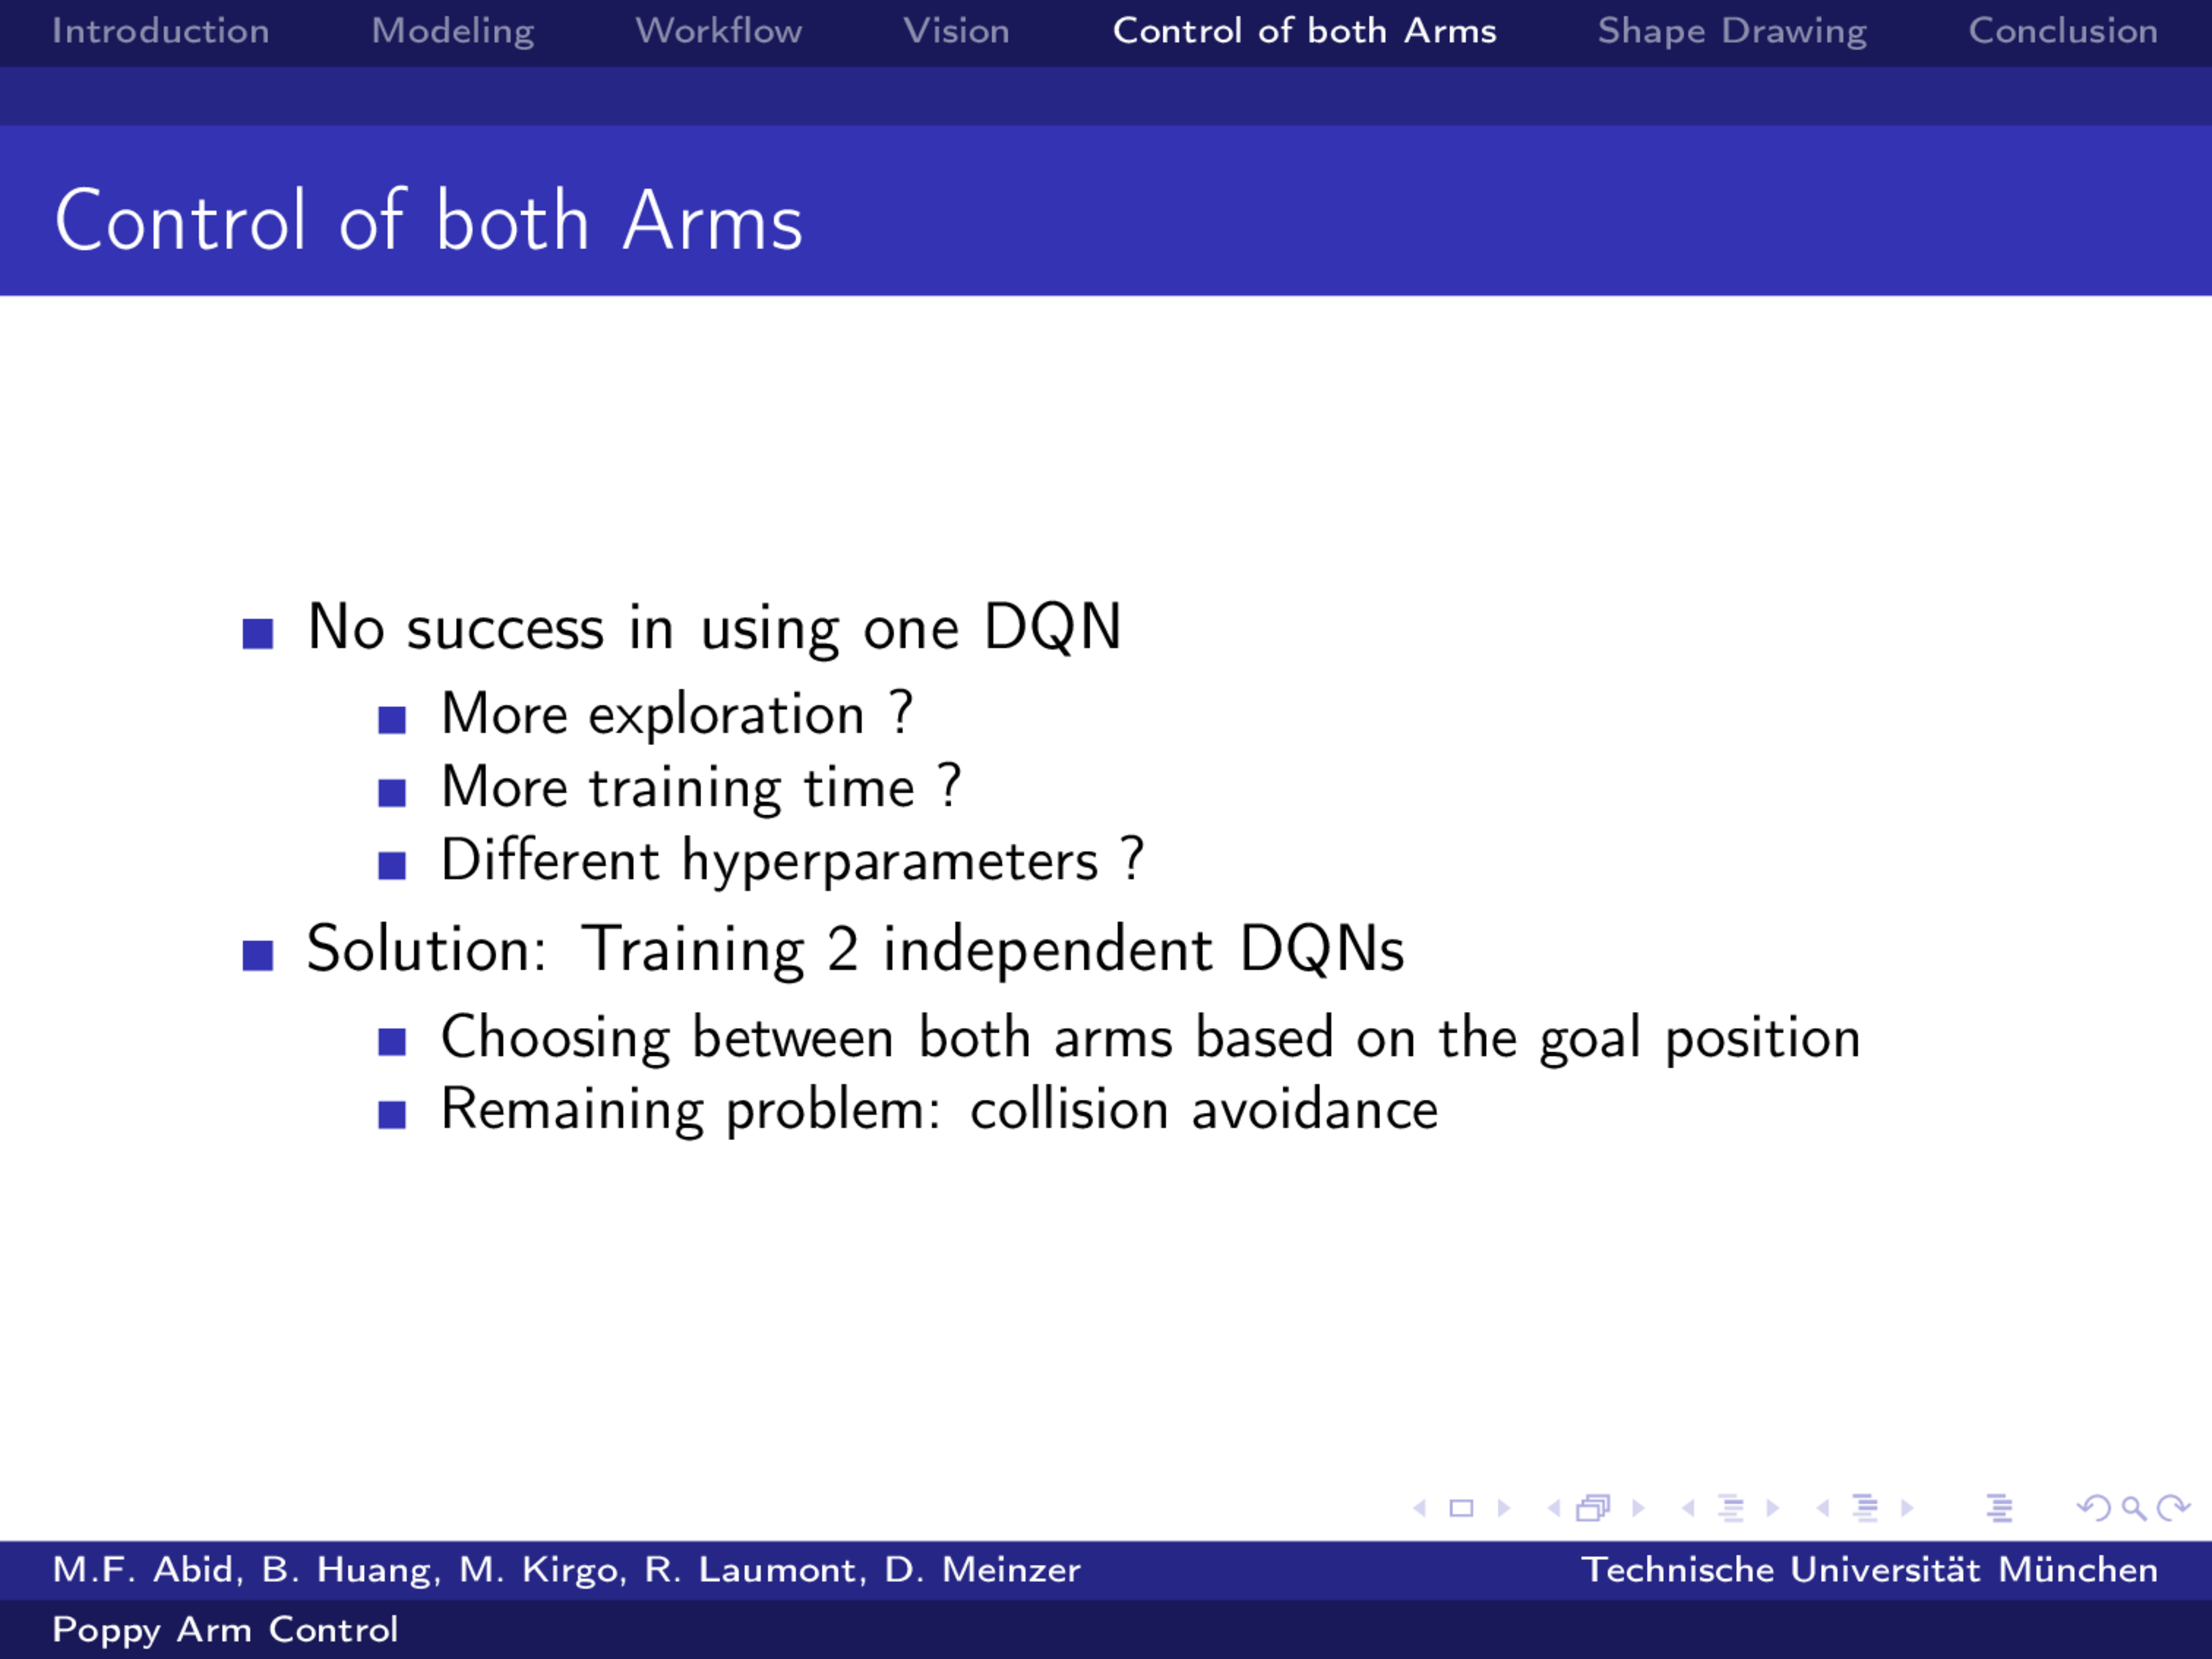 Introduction Modeling Workflow Vision Control of both Arms Shape Drawing Conclusion
Control of both Arms
No success in using one DQN
More exploration ?
More training time ?
Different hyperparameters ?
Solution: Training 2 independent DQNs
Choosing between both arms based on the goal position
Remaining problem: collision avoidance
M.F. Abid, B. Huang, M. Kirgo, R. Laumont, D. Meinzer Technische Universität München
Poppy Arm Control